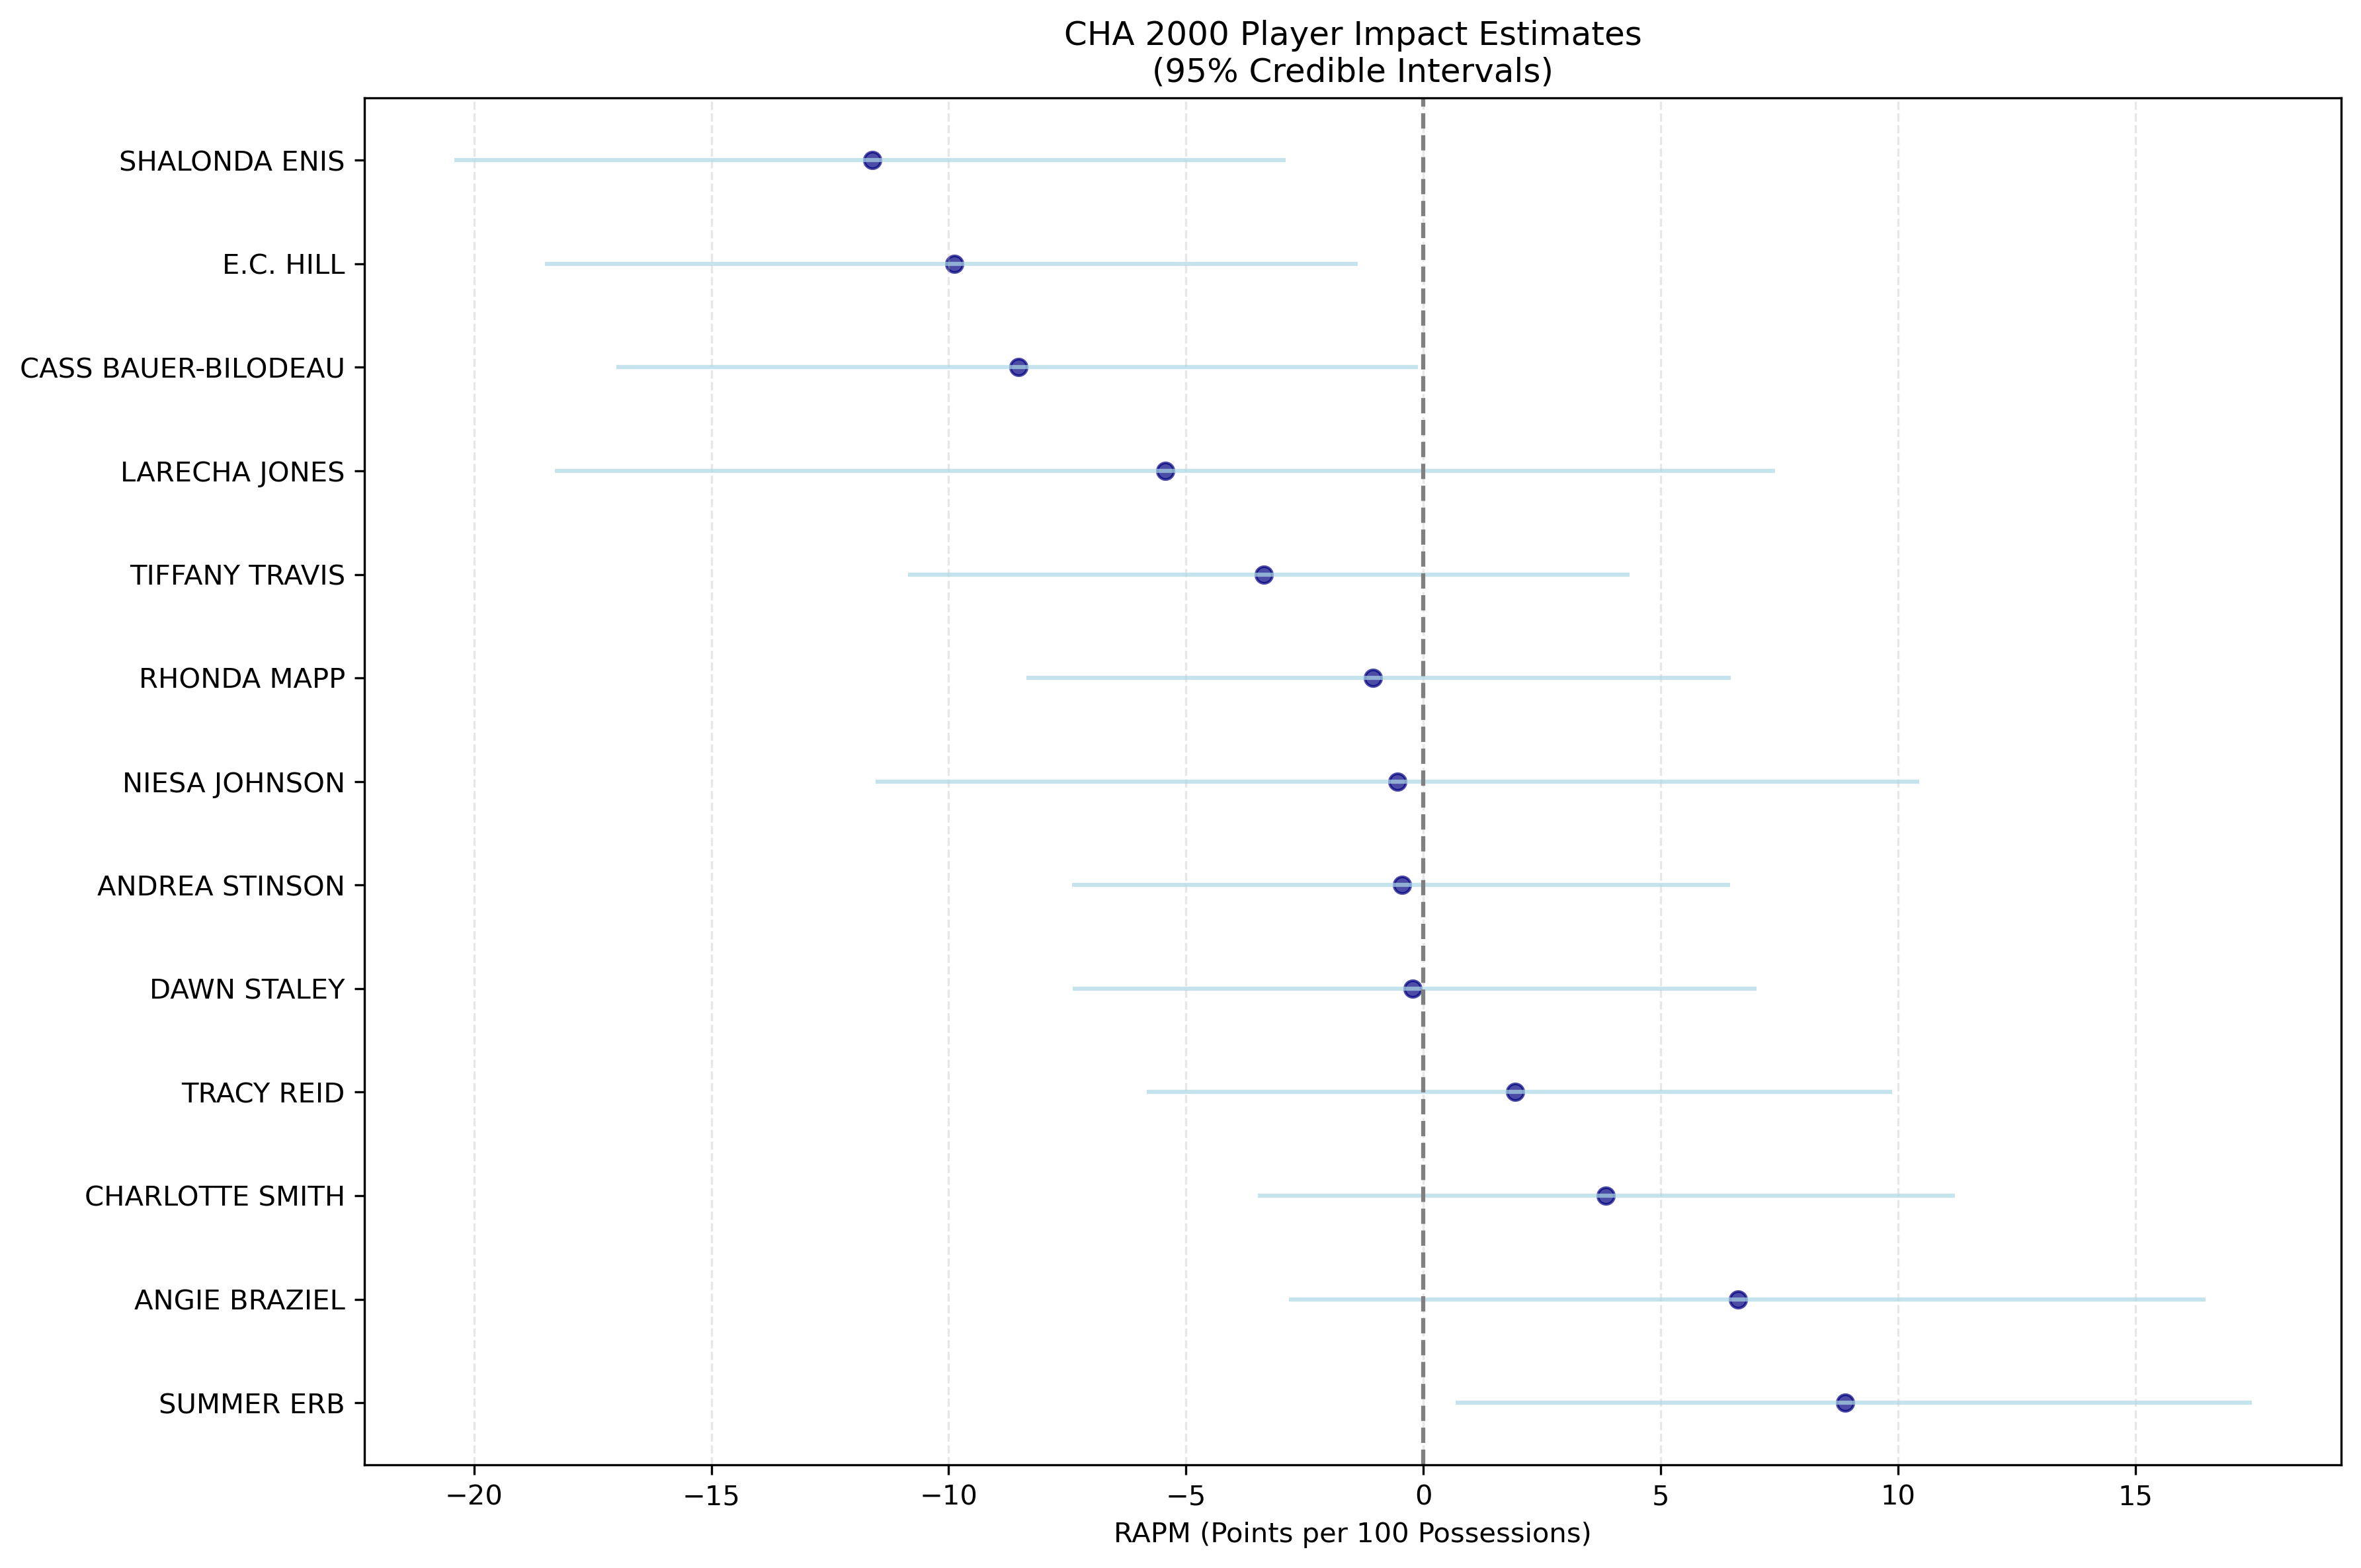 CHA 2000 Player Impact Estimates
(95% Credible Intervals)
SHALONDA ENIS
E.C. HILL
CASS BAUER-BILODEAU
LARECHA JONES
TIFFANY TRAVIS
RHONDA MAPP
NIESA JOHNSON
ANDREA STINSON
DAWN STALEY
TRACY REID
CHARLOTTE SMITH
ANGIE BRAZIEL
SUMMER ERB
−20 −15 −10 −5 0 5 10 15
RAPM (Points per 100 Possessions)